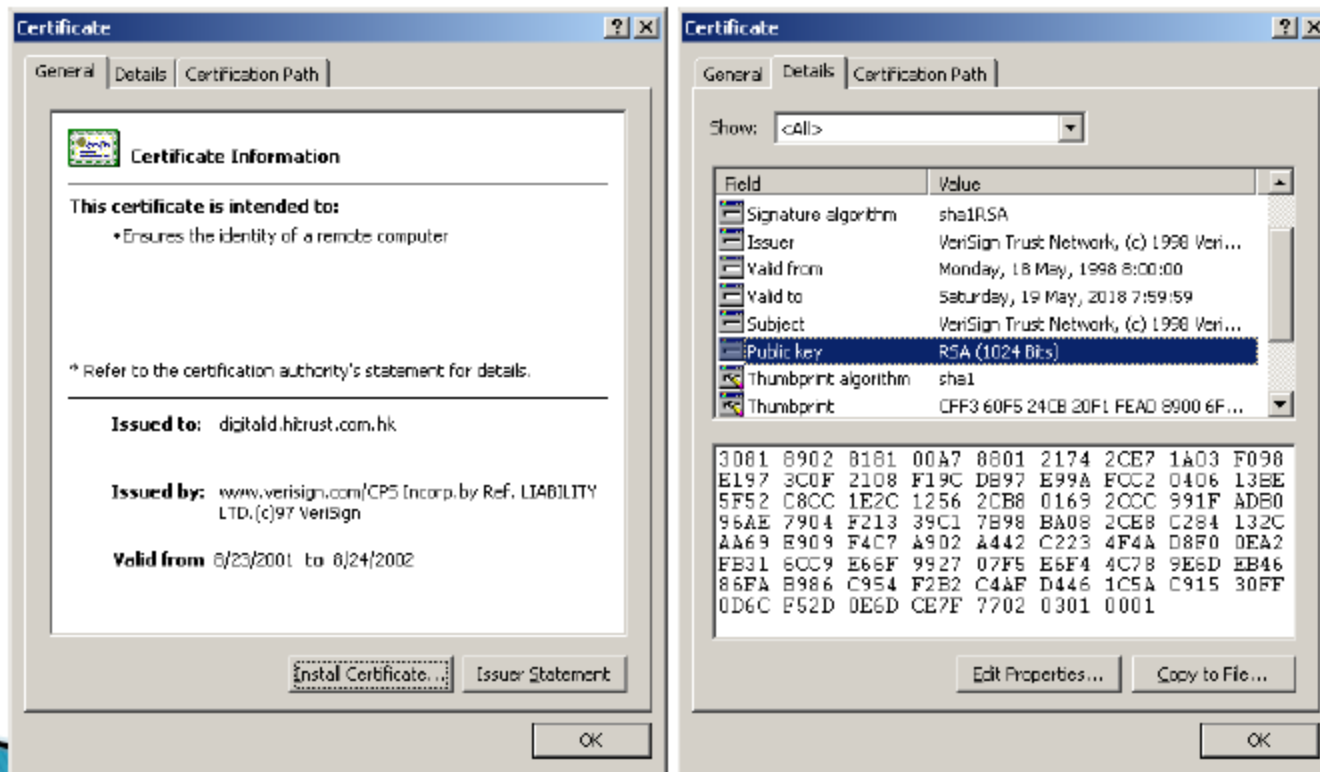 Certificate
General Details Certification Path
Certificate Information
This certificate is intended to:
•Ensures the identity of a remote computer
* Refer to the certification authority's statement for details.
Issued to: digitalid.hitrust.com.hk
Issued by: www.verisign.com/CPS Incorp.by Ref. LIABILITY
LTD.(c)97 VeriSign
Valid from 8/23/2001 to 8/24/2002
Install Certificate... Issuer Statement
OK
Certificate
General Details Certification Path
Show: <All>
Field Value
Signature algorithm sha1RSA
Issuer VeriSign Trust Network, (c) 1998 Veri...
Valid from Monday, 18 May, 1998 8:00:00
Valid to Saturday, 19 May, 2018 7:59:59
Subject VeriSign Trust Network, (c) 1998 Veri...
Public key RSA (1024 Bits)
Thumbprint algorithm sha1
Thumbprint CFF3 60F5 24CB 20F1 FEAD 8900 6F...
3081 8902 8181 00A7 8801 2174 2CE7 1A03 F098
E197 3C0F 2108 F19C DB97 E99A FCC2 0406 13BE
5F52 C8CC 1E2C 1256 2CB8 0169 2CCC 991F ADB0
96AE 7904 F213 39C1 7B98 BA08 2CE8 C284 132C
AA69 E909 F4C7 A902 A442 C223 4F4A D8F0 0EA2
FB31 6CC9 E66F 9927 07F5 E6F4 4C78 9E6D EB46
86FA B986 C954 F2B2 C4AF D446 1C5A C915 30FF
0D6C F52D 0E6D CE7F 7702 0301 0001
Edit Properties... Copy to File...
OK